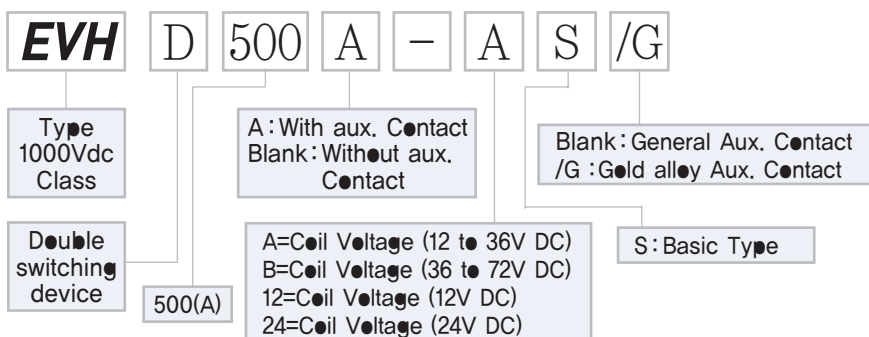 EVH D 500 A - A S /G
Type
1000Vdc
Class
A:With aux. Contact
Blank:Without aux.
Contact
Blank:General Aux. Contact
/G :Gold alloy Aux. Contact
Double
switching
device
500(A)
A=Coil Voltage (12 to 36V DC)
B=Coil Voltage (36 to 72V DC)
12=Coil Voltage (12V DC)
24=Coil Voltage (24V DC)
S:Basic Type